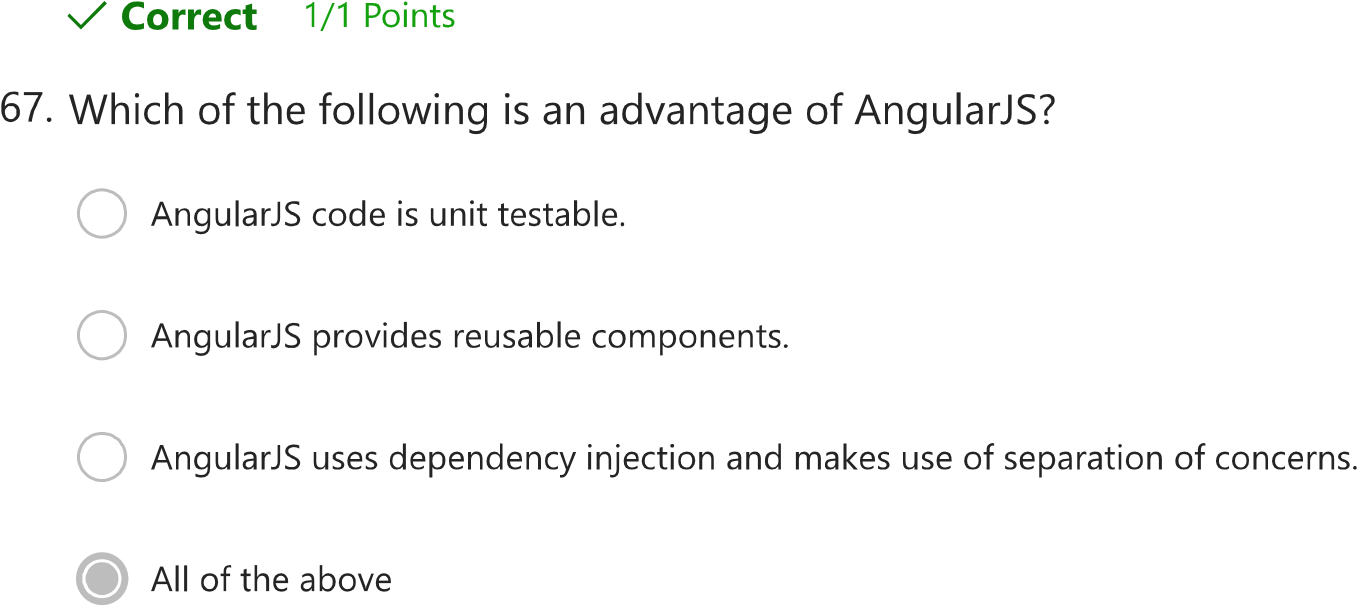 Correct 1/1 Points
67. Which of the following is an advantage of AngularJS?
AngularJS code is unit testable.
AngularJS provides reusable components.
AngularJS uses dependency injection and makes use of separation of concerns.
All of the above